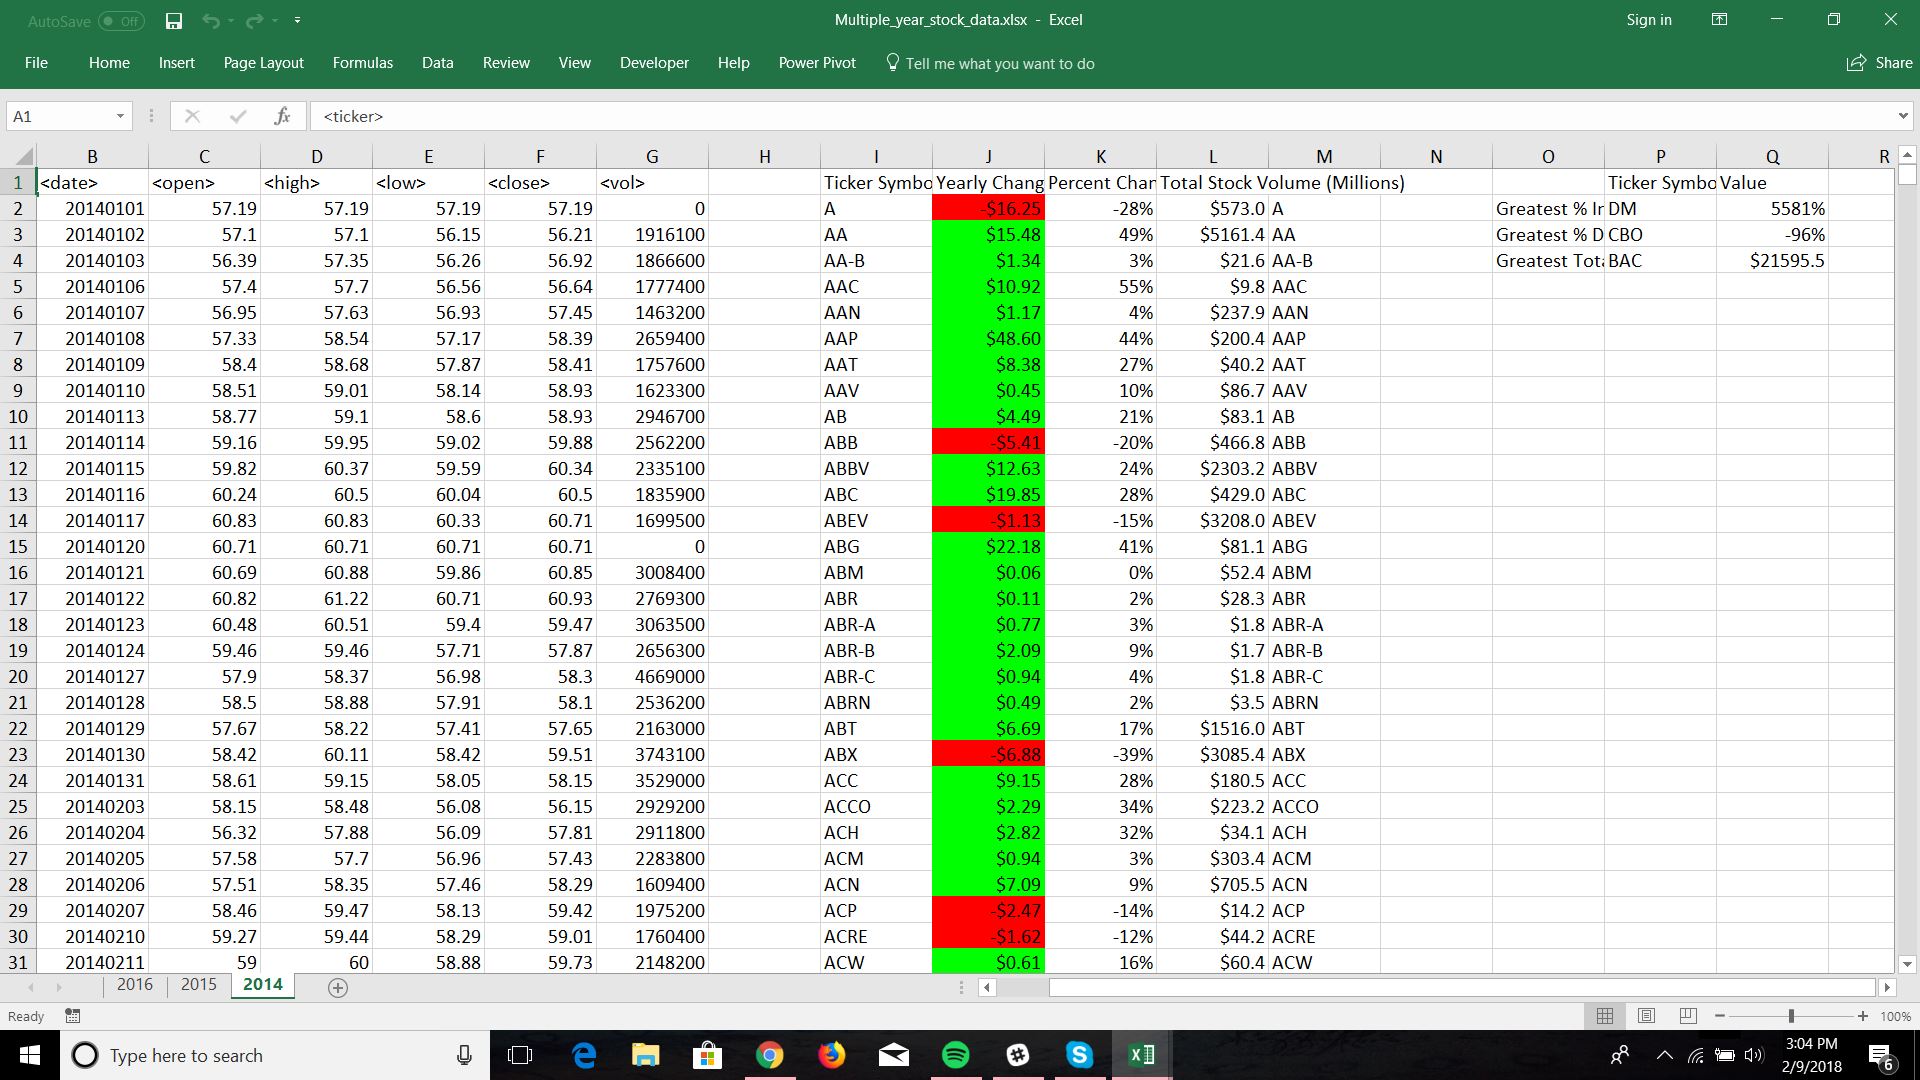 AutoSave Off Multiple_year_stock_data.xlsx - Excel Sign in
File Home Insert Page Layout Formulas Data Review View Developer Help Power Pivot Tell me what you want to do Share
A1 fx <ticker>
B C D E F G H I J K L M N O P Q R
1 <date> <open> <high> <low> <close> <vol> Ticker Symbo Yearly Chang Percent Char Total Stock Volume (Millions) Ticker Symbo Value
2 20140101 57.19 57.19 57.19 57.19 0 A -$16.25 -28% $573.0 A Greatest % Ir DM 5581%
3 20140102 57.1 57.1 56.15 56.21 1916100 AA $15.48 49% $5161.4 AA Greatest % D CBO -96%
4 20140103 56.39 57.35 56.26 56.92 1866600 AA-B $1.34 3% $21.6 AA-B Greatest Tota BAC $21595.5
5 20140106 57.4 57.7 56.56 56.64 1777400 AAC $10.92 55% $9.8 AAC
6 20140107 56.95 57.63 56.93 57.45 1463200 AAN $1.17 4% $237.9 AAN
7 20140108 57.33 58.54 57.17 58.39 2659400 AAP $48.60 44% $200.4 AAP
8 20140109 58.4 58.68 57.87 58.41 1757600 AAT $8.38 27% $40.2 AAT
9 20140110 58.51 59.01 58.14 58.93 1623300 AAV $0.45 10% $86.7 AAV
10 20140113 58.77 59.1 58.6 58.93 2946700 AB $4.49 21% $83.1 AB
11 20140114 59.16 59.95 59.02 59.88 2562200 ABB -$5.41 -20% $466.8 ABB
12 20140115 59.82 60.37 59.59 60.34 2335100 ABBV $12.63 24% $2303.2 ABBV
13 20140116 60.24 60.5 60.04 60.5 1835900 ABC $19.85 28% $429.0 ABC
14 20140117 60.83 60.83 60.33 60.71 1699500 ABEV -$1.13 -15% $3208.0 ABEV
15 20140120 60.71 60.71 60.71 60.71 0 ABG $22.18 41% $81.1 ABG
16 20140121 60.69 60.88 59.86 60.85 3008400 ABM $0.06 0% $52.4 ABM
17 20140122 60.82 61.22 60.71 60.93 2769300 ABR $0.11 2% $28.3 ABR
18 20140123 60.48 60.51 59.4 59.47 3063500 ABR-A $0.77 3% $1.8 ABR-A
19 20140124 59.46 59.46 57.71 57.87 2656300 ABR-B $2.09 9% $1.7 ABR-B
20 20140127 57.9 58.37 56.98 58.3 4669000 ABR-C $0.94 4% $1.8 ABR-C
21 20140128 58.5 58.88 57.91 58.1 2536200 ABRN $0.49 2% $3.5 ABRN
22 20140129 57.67 58.22 57.41 57.65 2163000 ABT $6.69 17% $1516.0 ABT
23 20140130 58.42 60.11 58.42 59.51 3743100 ABX -$6.88 -39% $3085.4 ABX
24 20140131 58.61 59.15 58.05 58.15 3529000 ACC $9.15 28% $180.5 ACC
25 20140203 58.15 58.48 56.08 56.15 2929200 ACCO $2.29 34% $223.2 ACCO
26 20140204 56.32 57.88 56.09 57.81 2911800 ACH $2.82 32% $34.1 ACH
27 20140205 57.58 57.7 56.96 57.43 2283800 ACM $0.94 3% $303.4 ACM
28 20140206 57.51 58.35 57.46 58.29 1609400 ACN $7.09 9% $705.5 ACN
29 20140207 58.46 59.47 58.13 59.42 1975200 ACP -$2.47 -14% $14.2 ACP
30 20140210 59.27 59.44 58.29 59.01 1760400 ACRE -$1.62 -12% $44.2 ACRE
31 20140211 59 60 58.88 59.73 2148200 ACW $0.61 16% $60.4 ACW
2016 2015 2014
Ready 100%
Type here to search 3:04 PM
2/9/2018 6